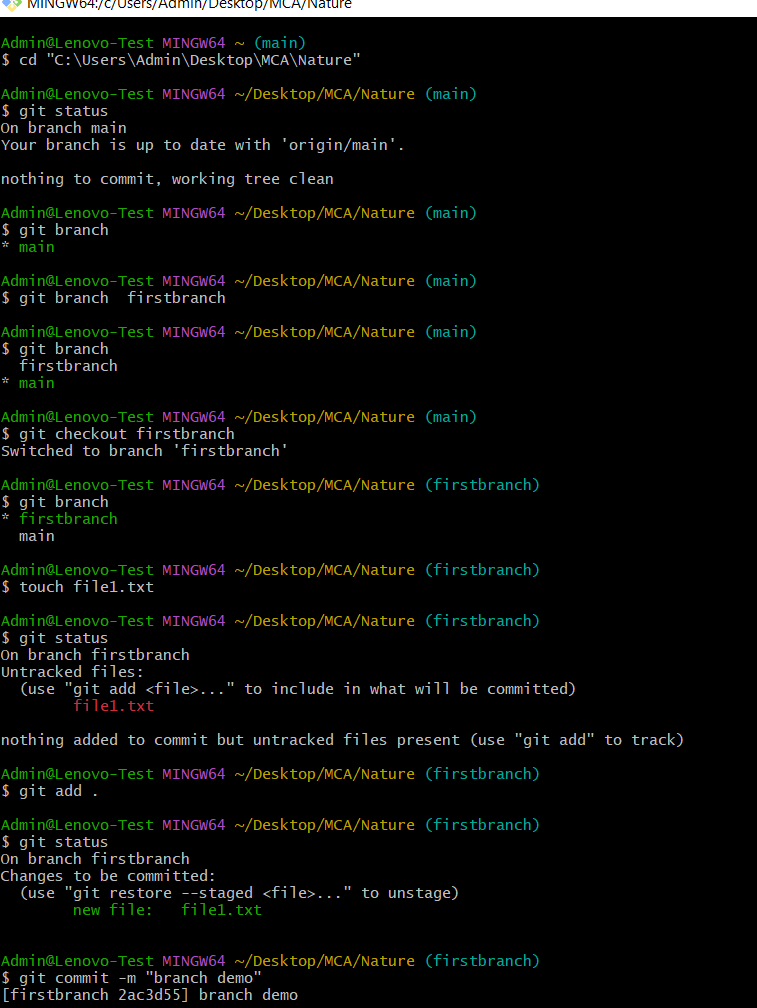 MINGW64:/c/Users/Admin/Desktop/MCA/Nature
Admin@Lenovo-Test MINGW64 ~ (main)
$ cd "C:\Users\Admin\Desktop\MCA\Nature"
Admin@Lenovo-Test MINGW64 ~/Desktop/MCA/Nature (main)
$ git status
On branch main
Your branch is up to date with 'origin/main'.
nothing to commit, working tree clean
Admin@Lenovo-Test MINGW64 ~/Desktop/MCA/Nature (main)
$ git branch
* main
Admin@Lenovo-Test MINGW64 ~/Desktop/MCA/Nature (main)
$ git branch  firstbranch
Admin@Lenovo-Test MINGW64 ~/Desktop/MCA/Nature (main)
$ git branch
  firstbranch
* main
Admin@Lenovo-Test MINGW64 ~/Desktop/MCA/Nature (main)
$ git checkout firstbranch
Switched to branch 'firstbranch'
Admin@Lenovo-Test MINGW64 ~/Desktop/MCA/Nature (firstbranch)
$ git branch
* firstbranch
  main
Admin@Lenovo-Test MINGW64 ~/Desktop/MCA/Nature (firstbranch)
$ touch file1.txt
Admin@Lenovo-Test MINGW64 ~/Desktop/MCA/Nature (firstbranch)
$ git status
On branch firstbranch
Untracked files:
  (use "git add <file>..." to include in what will be committed)
        file1.txt
nothing added to commit but untracked files present (use "git add" to track)
Admin@Lenovo-Test MINGW64 ~/Desktop/MCA/Nature (firstbranch)
$ git add .
Admin@Lenovo-Test MINGW64 ~/Desktop/MCA/Nature (firstbranch)
$ git status
On branch firstbranch
Changes to be committed:
  (use "git restore --staged <file>..." to unstage)
        new file:   file1.txt
Admin@Lenovo-Test MINGW64 ~/Desktop/MCA/Nature (firstbranch)
$ git commit -m "branch demo"
[firstbranch 2ac3d55] branch demo